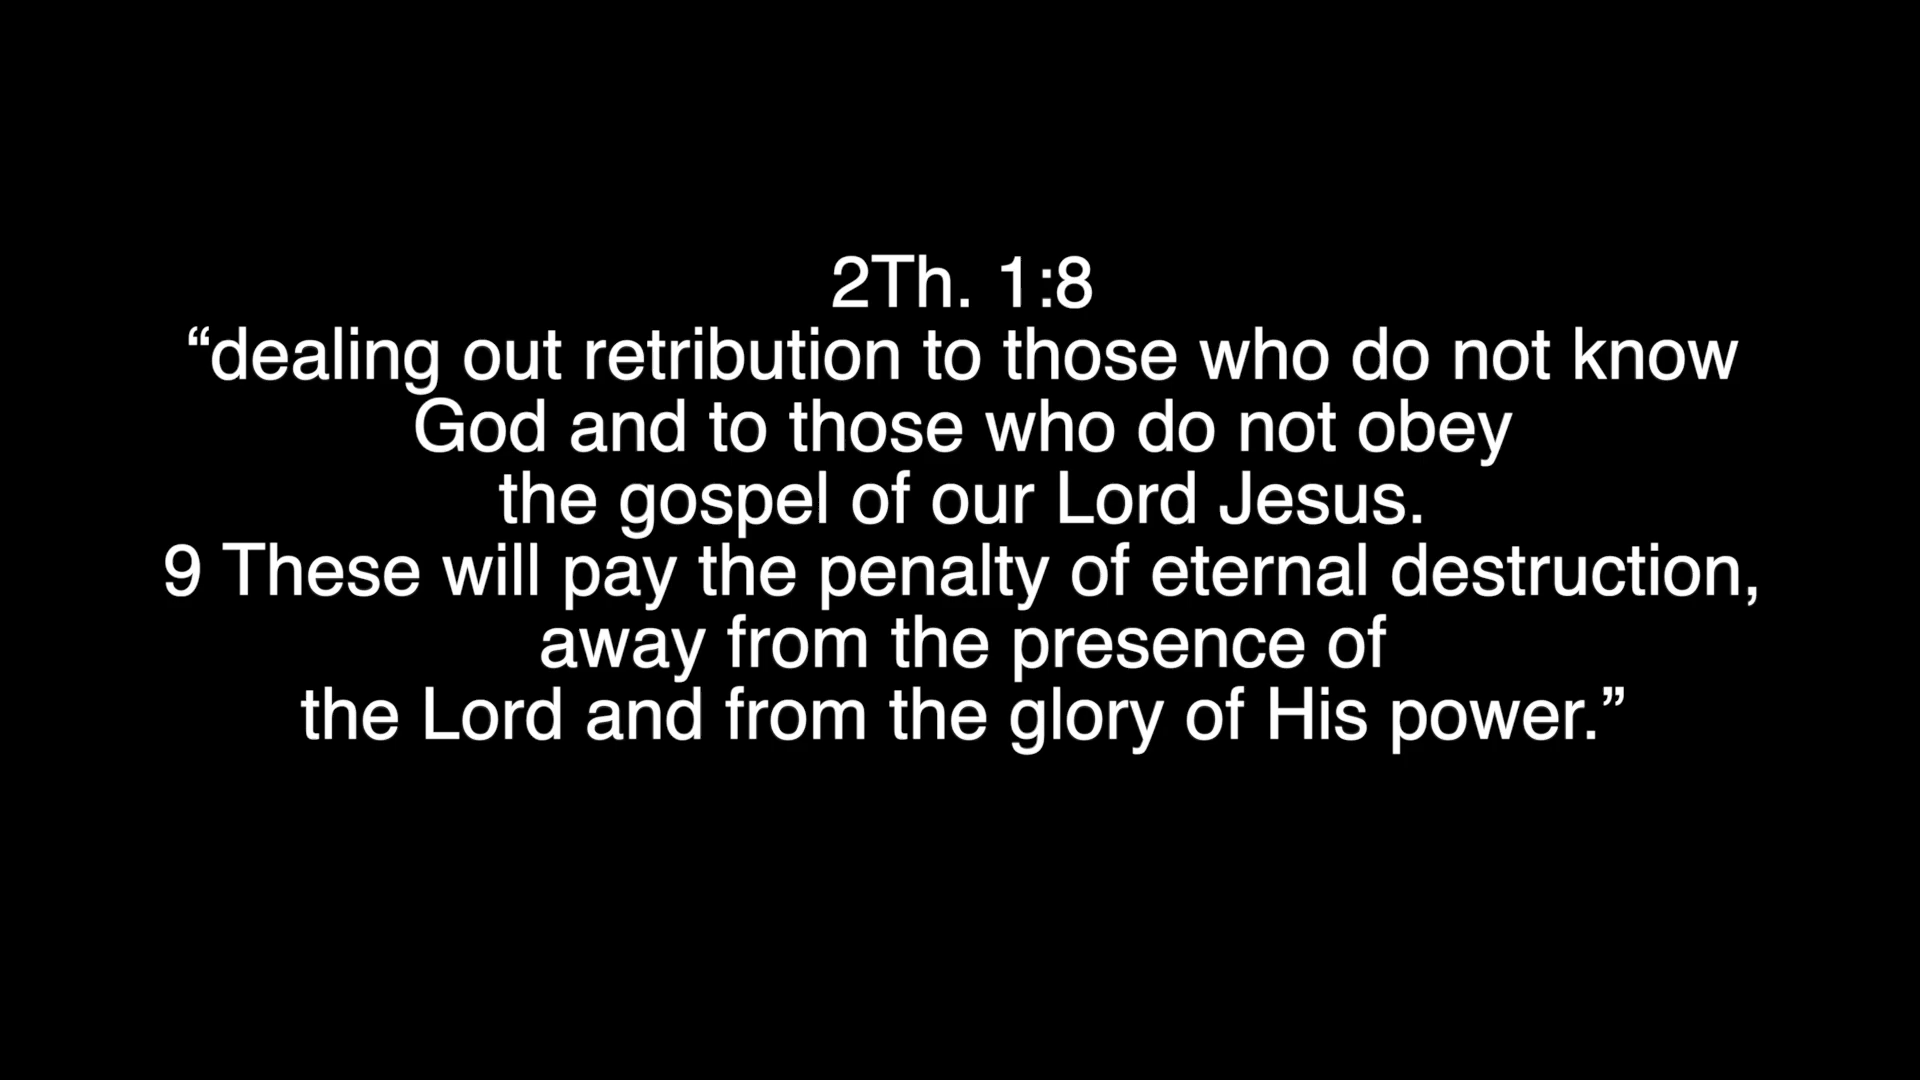 2Th. 1:8
“dealing out retribution to those who do not know
God and to those who do not obey
the gospel of our Lord Jesus.
9 These will pay the penalty of eternal destruction,
away from the presence of
the Lord and from the glory of His power.”